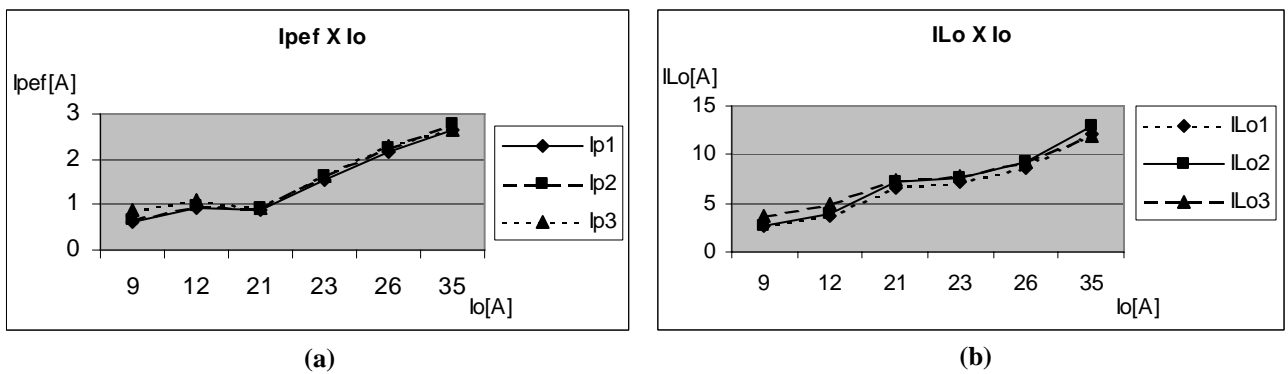 Ipef X Io
Ipef[A]
3
2
1
0
9 12 21 23 26 35
Io[A]
Ip1
Ip2
Ip3
(a)
ILo X Io
ILo[A]
15
10
5
0
9 12 21 23 26 35
Io[A]
ILo1
ILo2
ILo3
(b)